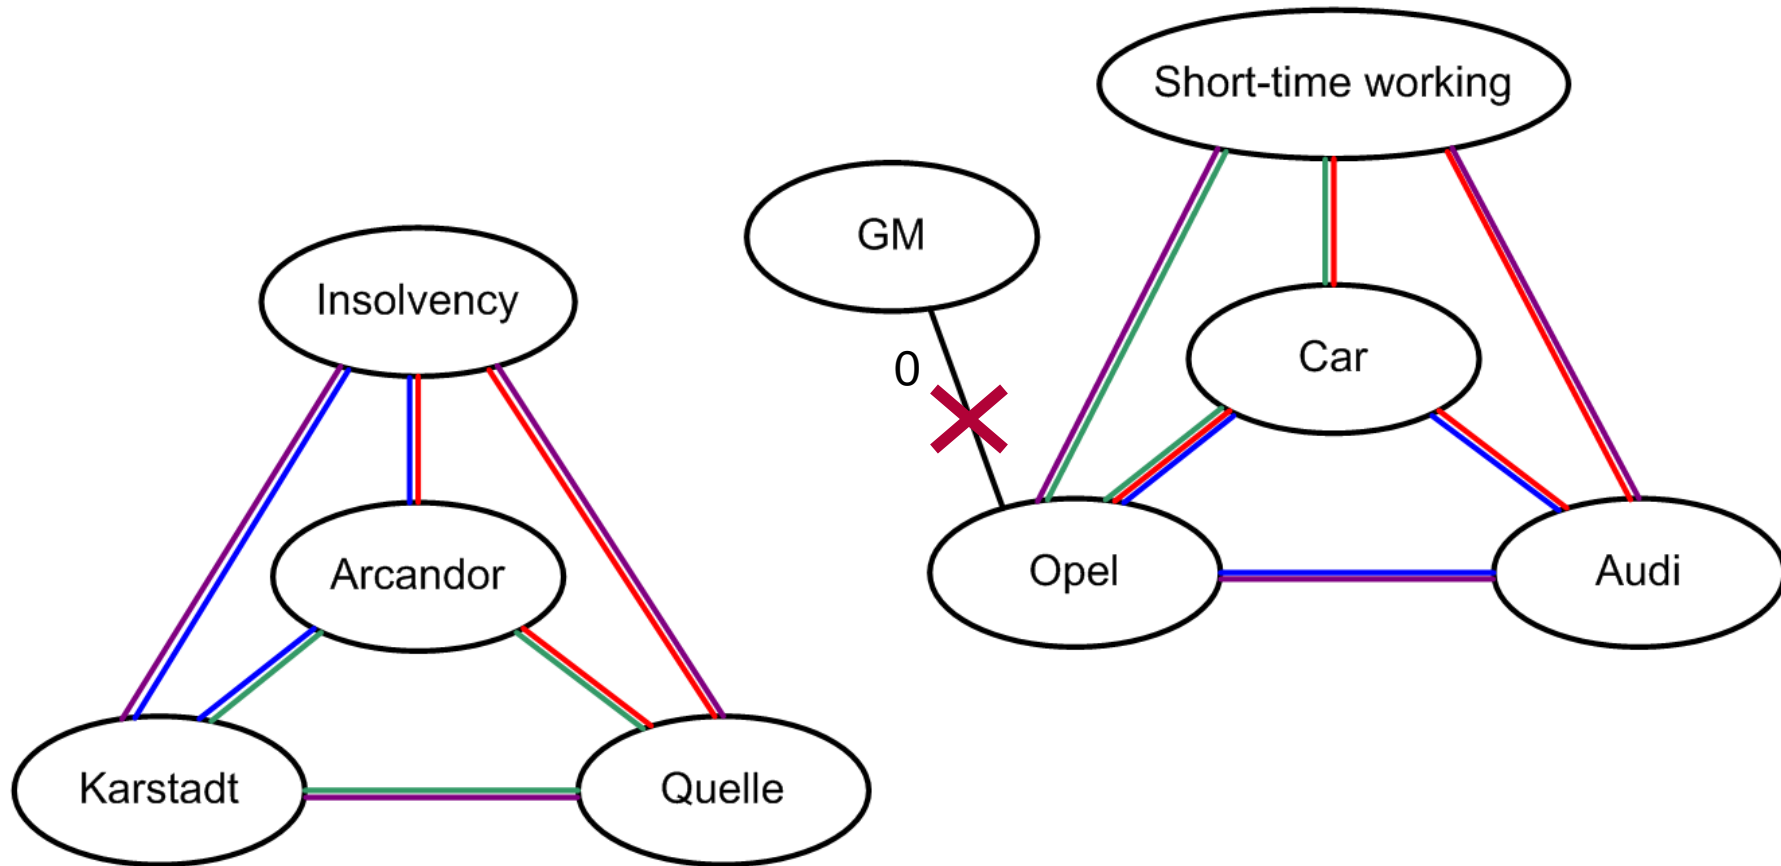 Short-time working
GM
Insolvency
0
Car
Arcandor
Opel
Audi
Karstadt
Quelle